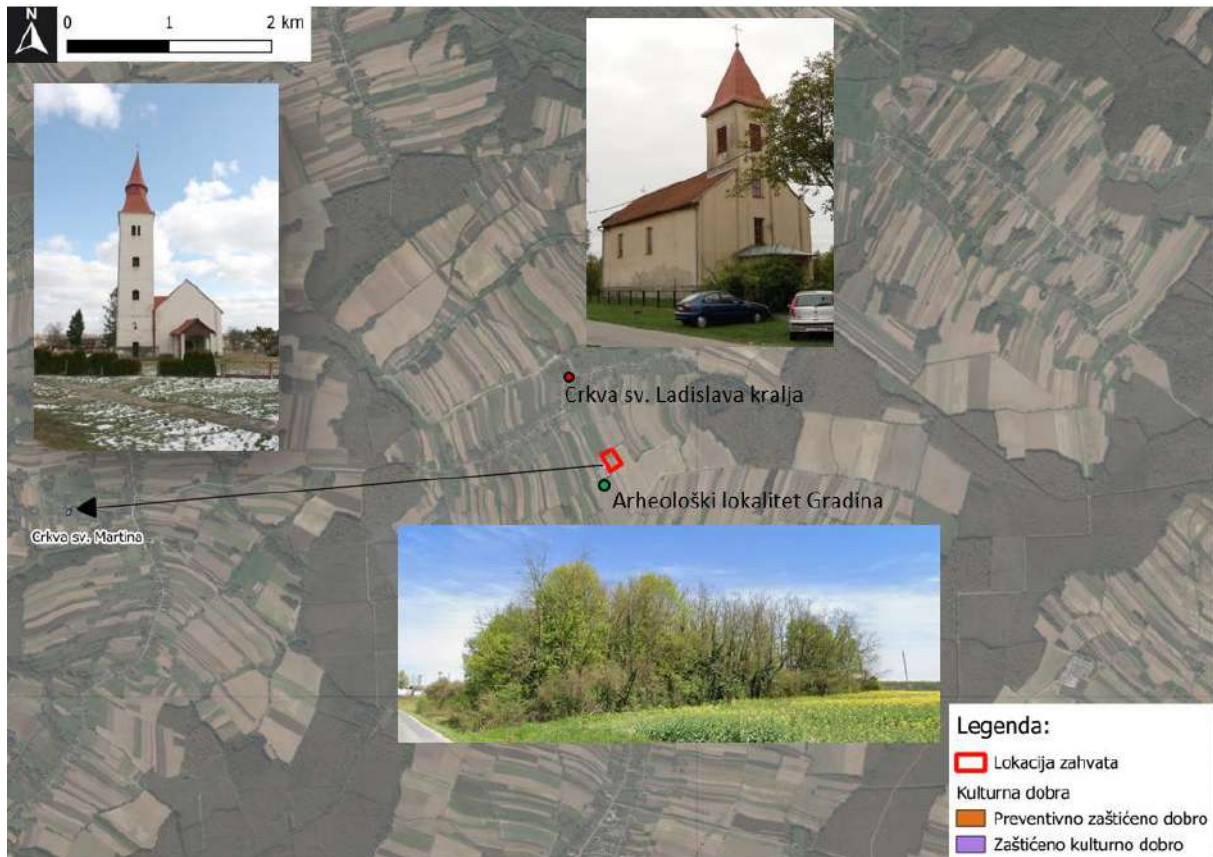 N
0 1 2 km
Crkva sv. Ladislava kralja
Arheološki lokalitet Gradina
Crkva sv. Martina
Legenda:
Lokacija zahvata
Kulturna dobra
Preventivno zaštićeno dobro
Zaštićeno kulturno dobro